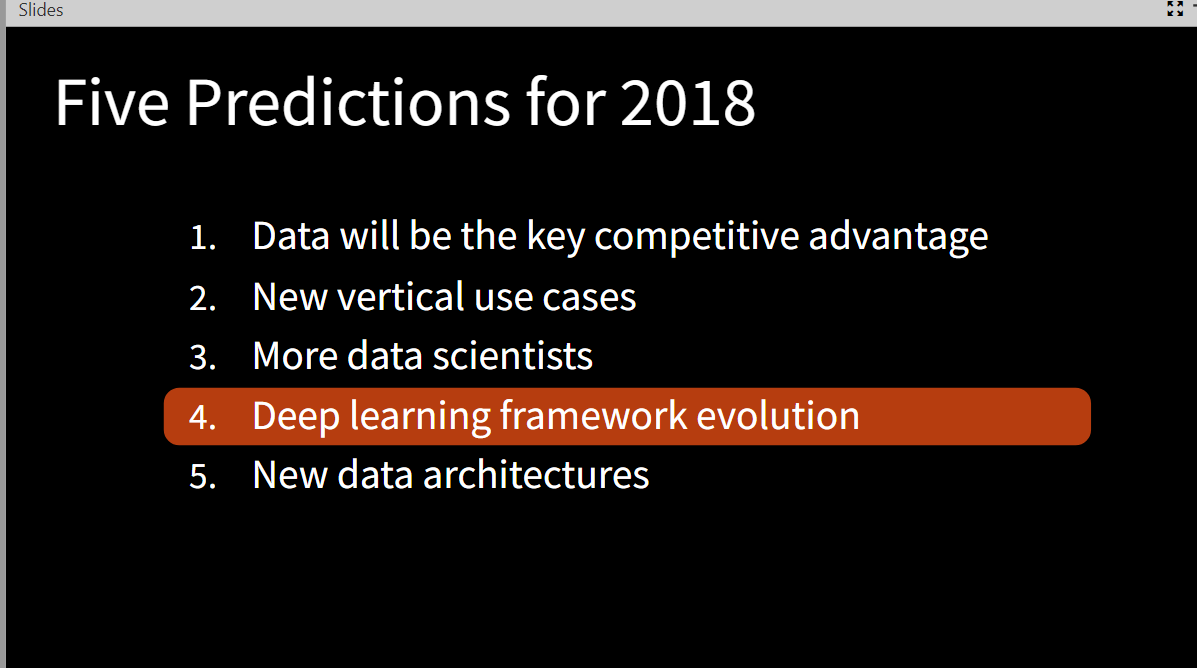 Slides
Five Predictions for 2018
1. Data will be the key competitive advantage
2. New vertical use cases
3. More data scientists
4. Deep learning framework evolution
5. New data architectures